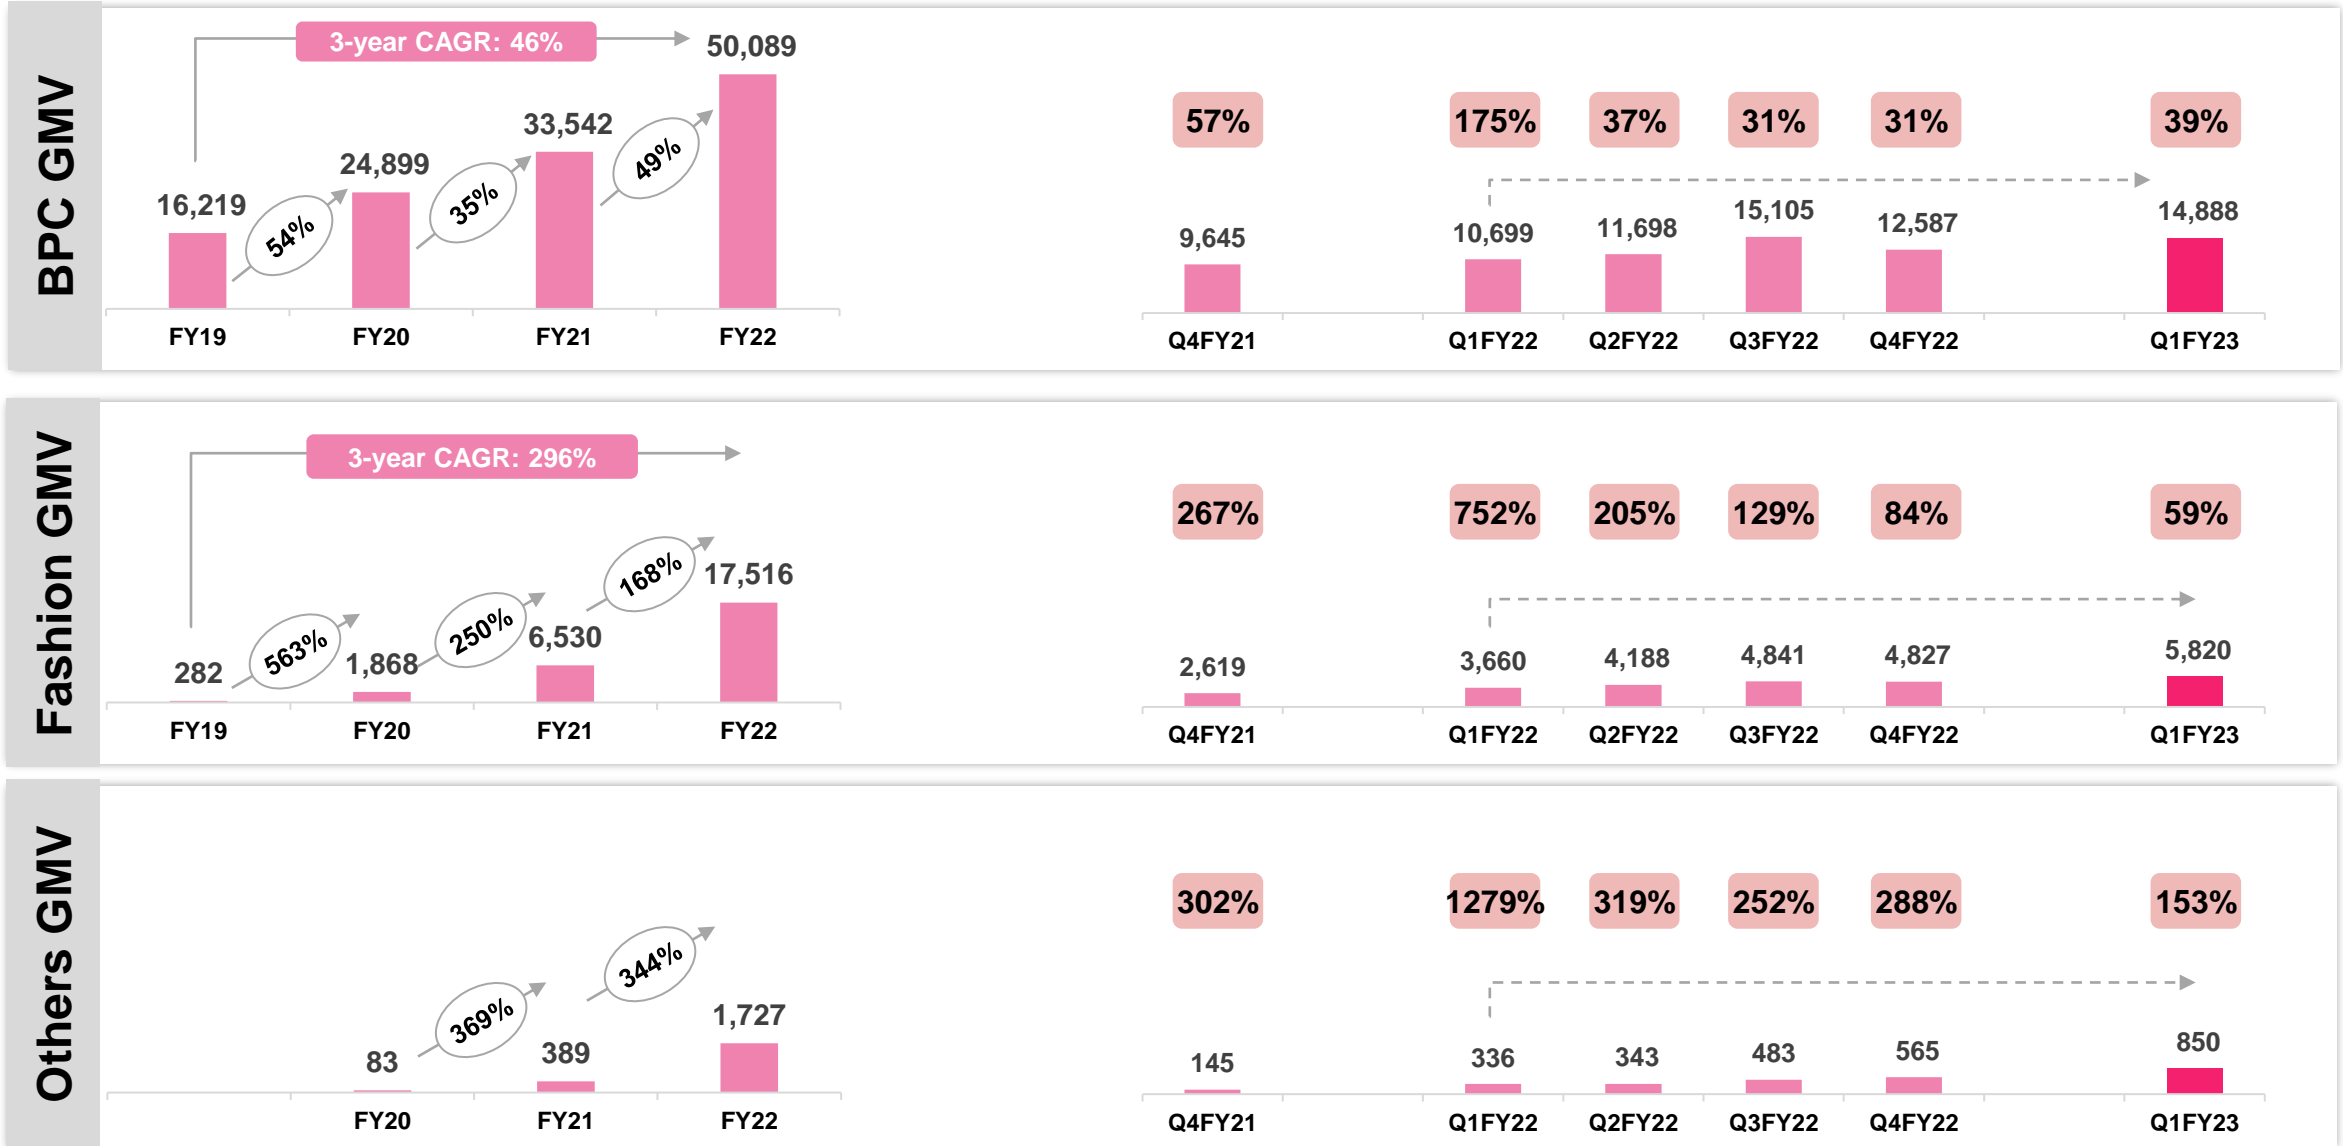 BPC GMV
3-year CAGR: 46%
50,089
33,542
24,899
16,219
54%
35%
49%
FY19 FY20 FY21 FY22
57% 175% 37% 31% 31% 39%
9,645 10,699 11,698 15,105 12,587 14,888
Q4FY21 Q1FY22 Q2FY22 Q3FY22 Q4FY22 Q1FY23
Fashion GMV
3-year CAGR: 296%
563%
250%
168%
282 1,868 6,530 17,516
FY19 FY20 FY21 FY22
267% 752% 205% 129% 84% 59%
2,619 3,660 4,188 4,841 4,827 5,820
Q4FY21 Q1FY22 Q2FY22 Q3FY22 Q4FY22 Q1FY23
Others GMV
369%
344%
83 389 1,727
FY20 FY21 FY22
302% 1279% 319% 252% 288% 153%
145 336 343 483 565 850
Q4FY21 Q1FY22 Q2FY22 Q3FY22 Q4FY22 Q1FY23